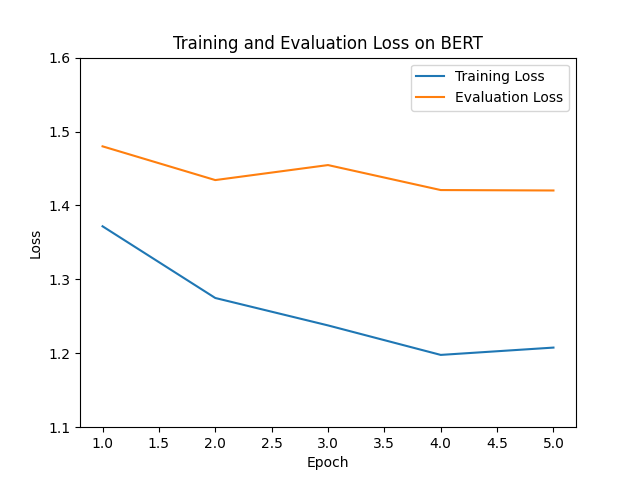 Training and Evaluation Loss on BERT
Training Loss
Evaluation Loss
Loss
1.6
1.5
1.4
1.3
1.2
1.1
1.0 1.5 2.0 2.5 3.0 3.5 4.0 4.5 5.0
Epoch